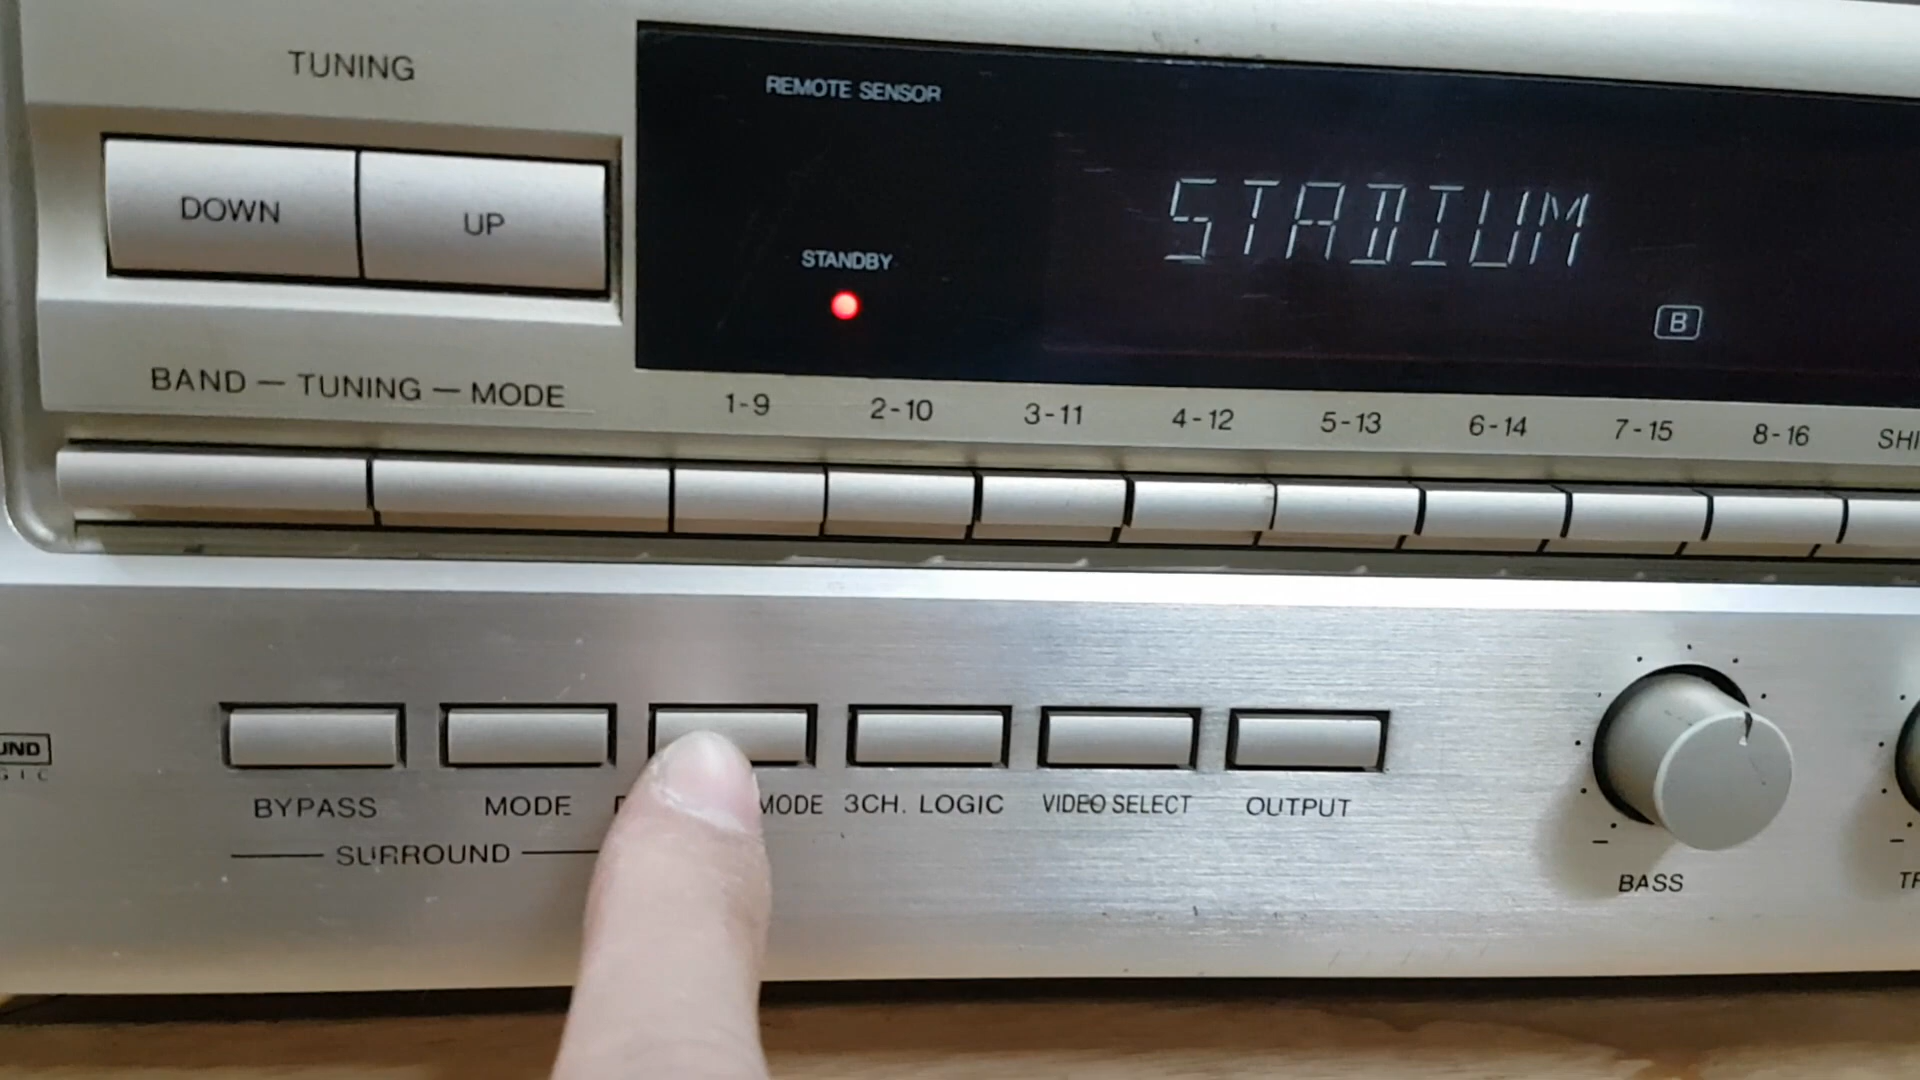 TUNING
REMOTE SENSOR
DOWN
UP
STADIUM
STANDBY
B
BAND — TUNING — MODE
1-9
2-10
3-11
4-12
5-13
6-14
7-15
8-16
BYPASS
MODE
MODE
3CH. LOGIC
VIDEO SELECT
OUTPUT
SURROUND
BASS